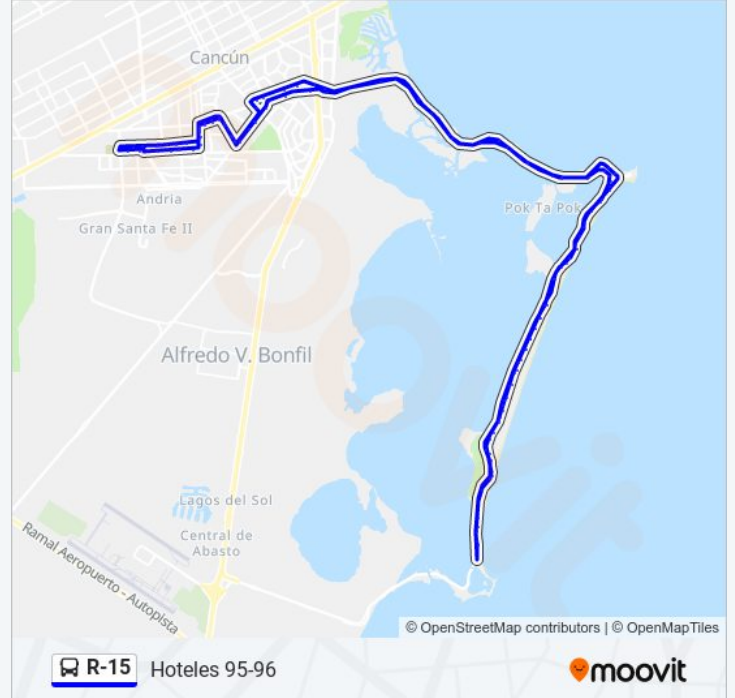 Cancún
Pok Ta Pok
Andria
Gran Santa Fe II
Alfredo V. Bonfil
Lagos del Sol
Central de
Abasto
Ramal Aeropuerto - Autopista
moovit
© OpenStreetMap contributors | © OpenMapTiles
R-15 Hoteles 95-96
moovit